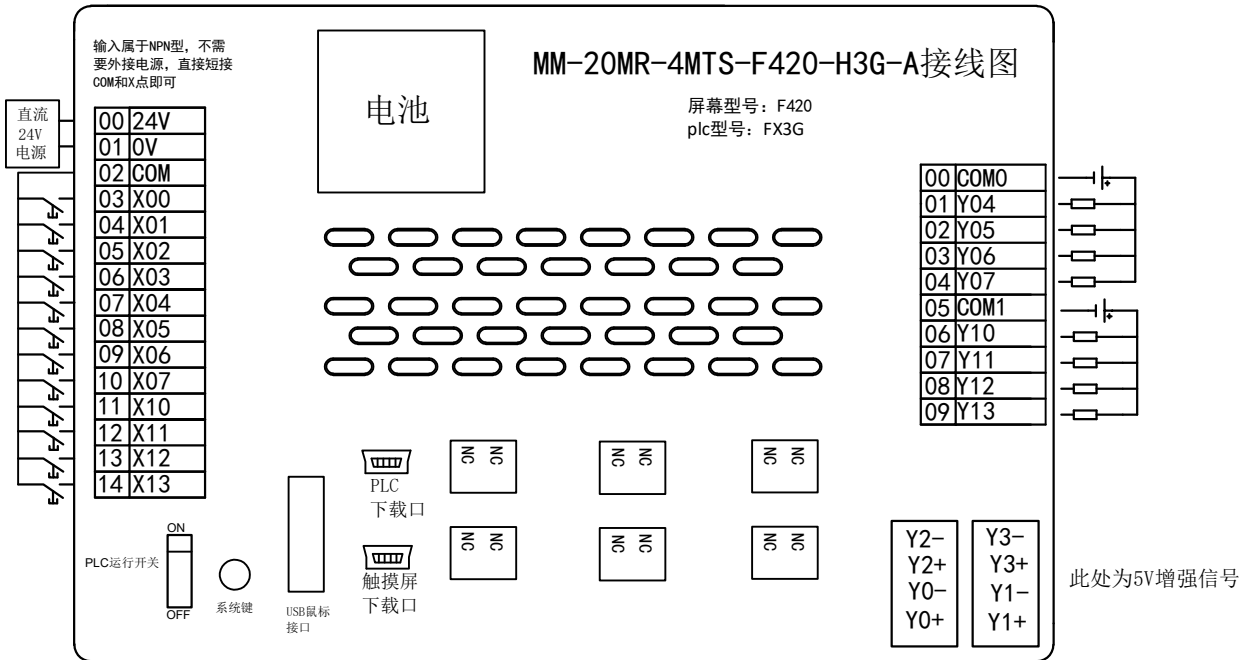 输入属于NPN型，不需
要外接电源，直接短接
COM和X点即可
MM-20MR-4MTS-F420-H3G-A接线图
屏幕型号：F420
plc型号：FX3G
电池
直流
24V
电源
00 24V
01 0V
02 COM
03 X00
04 X01
05 X02
06 X03
07 X04
08 X05
09 X06
10 X07
11 X10
12 X11
13 X12
14 X13
00 COM0
01 Y04
02 Y05
03 Y06
04 Y07
05 COM1
06 Y10
07 Y11
08 Y12
09 Y13
PLC
下载口
NC NC
NC NC
NC NC
ON
PLC运行开关
OFF
系统键
USB鼠标
接口
触摸屏
下载口
NC NC
NC NC
NC NC
Y2- Y3-
Y2+ Y3+
Y0- Y1-
Y0+ Y1+
此处为5V增强信号